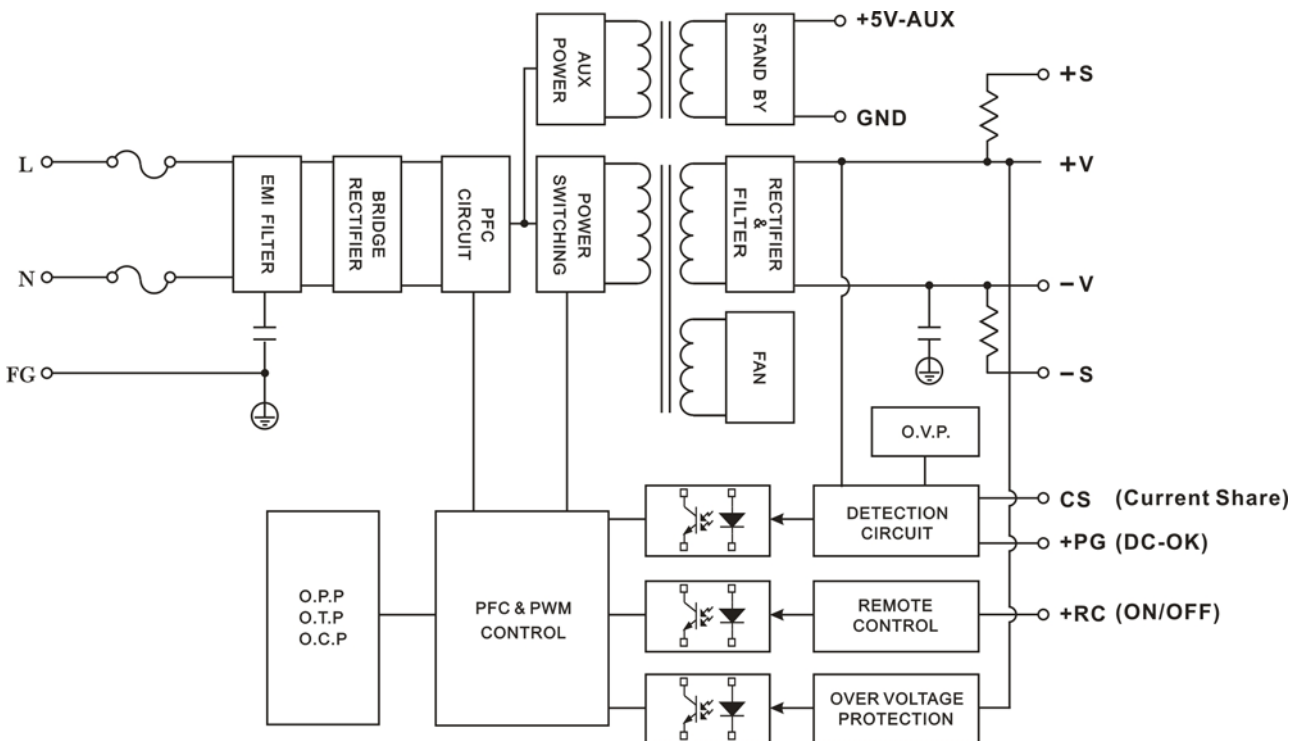 +5V-AUX
AUX
POWER
STAND BY
+S
GND
L
EMI FILTER
BRIDGE
RECTIFIER
PFC
CIRCUIT
POWER
SWITCHING
RECTIFIER
&
FILTER
+V
N
-V
FG
FAN
-S
O.V.P.
CS (Current Share)
DETECTION
CIRCUIT
+PG (DC-OK)
O.P.P
O.T.P
O.C.P
PFC & PWM
CONTROL
REMOTE
CONTROL
+RC (ON/OFF)
OVER VOLTAGE
PROTECTION